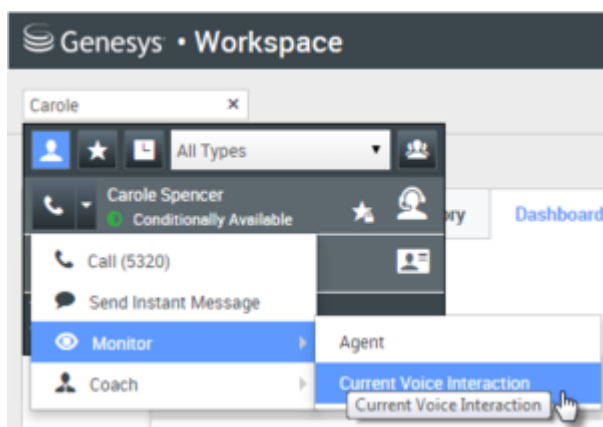 Genesys • Workspace
Carole ×
All Types
Carole Spencer
Conditionally Available
ry Dashboard
Call (5320)
Send Instant Message
Monitor Agent
Coach Current Voice Interaction
Current Voice Interaction